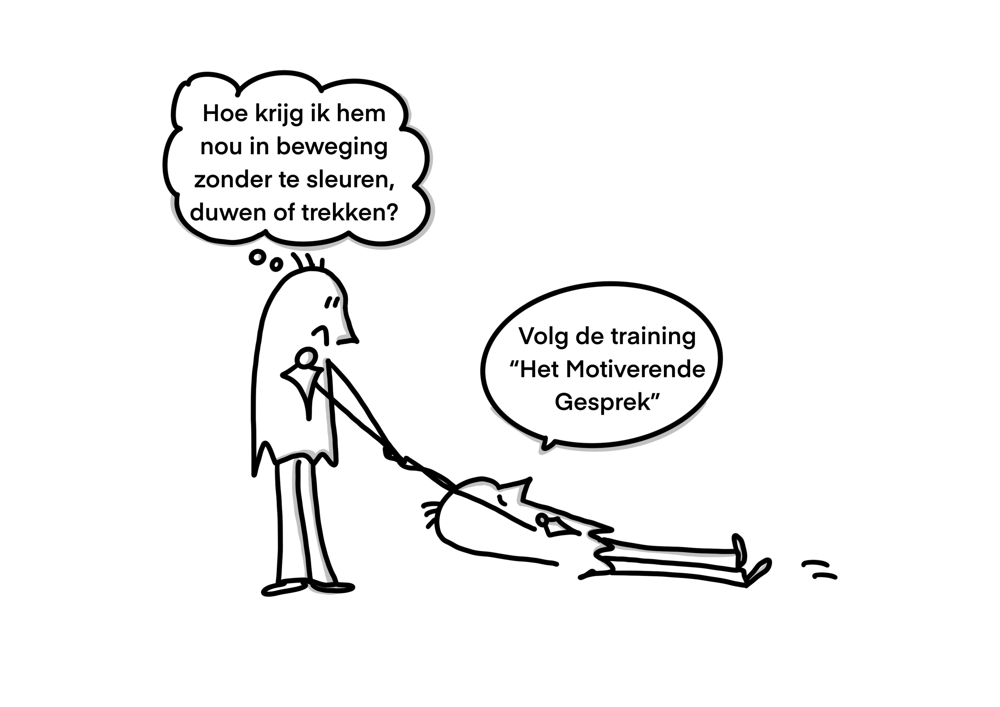 Hoe krijg ik hem
nou in beweging
zonder te sleuren,
duwen of trekken?
Volg de training
“Het Motiverende
Gesprek”